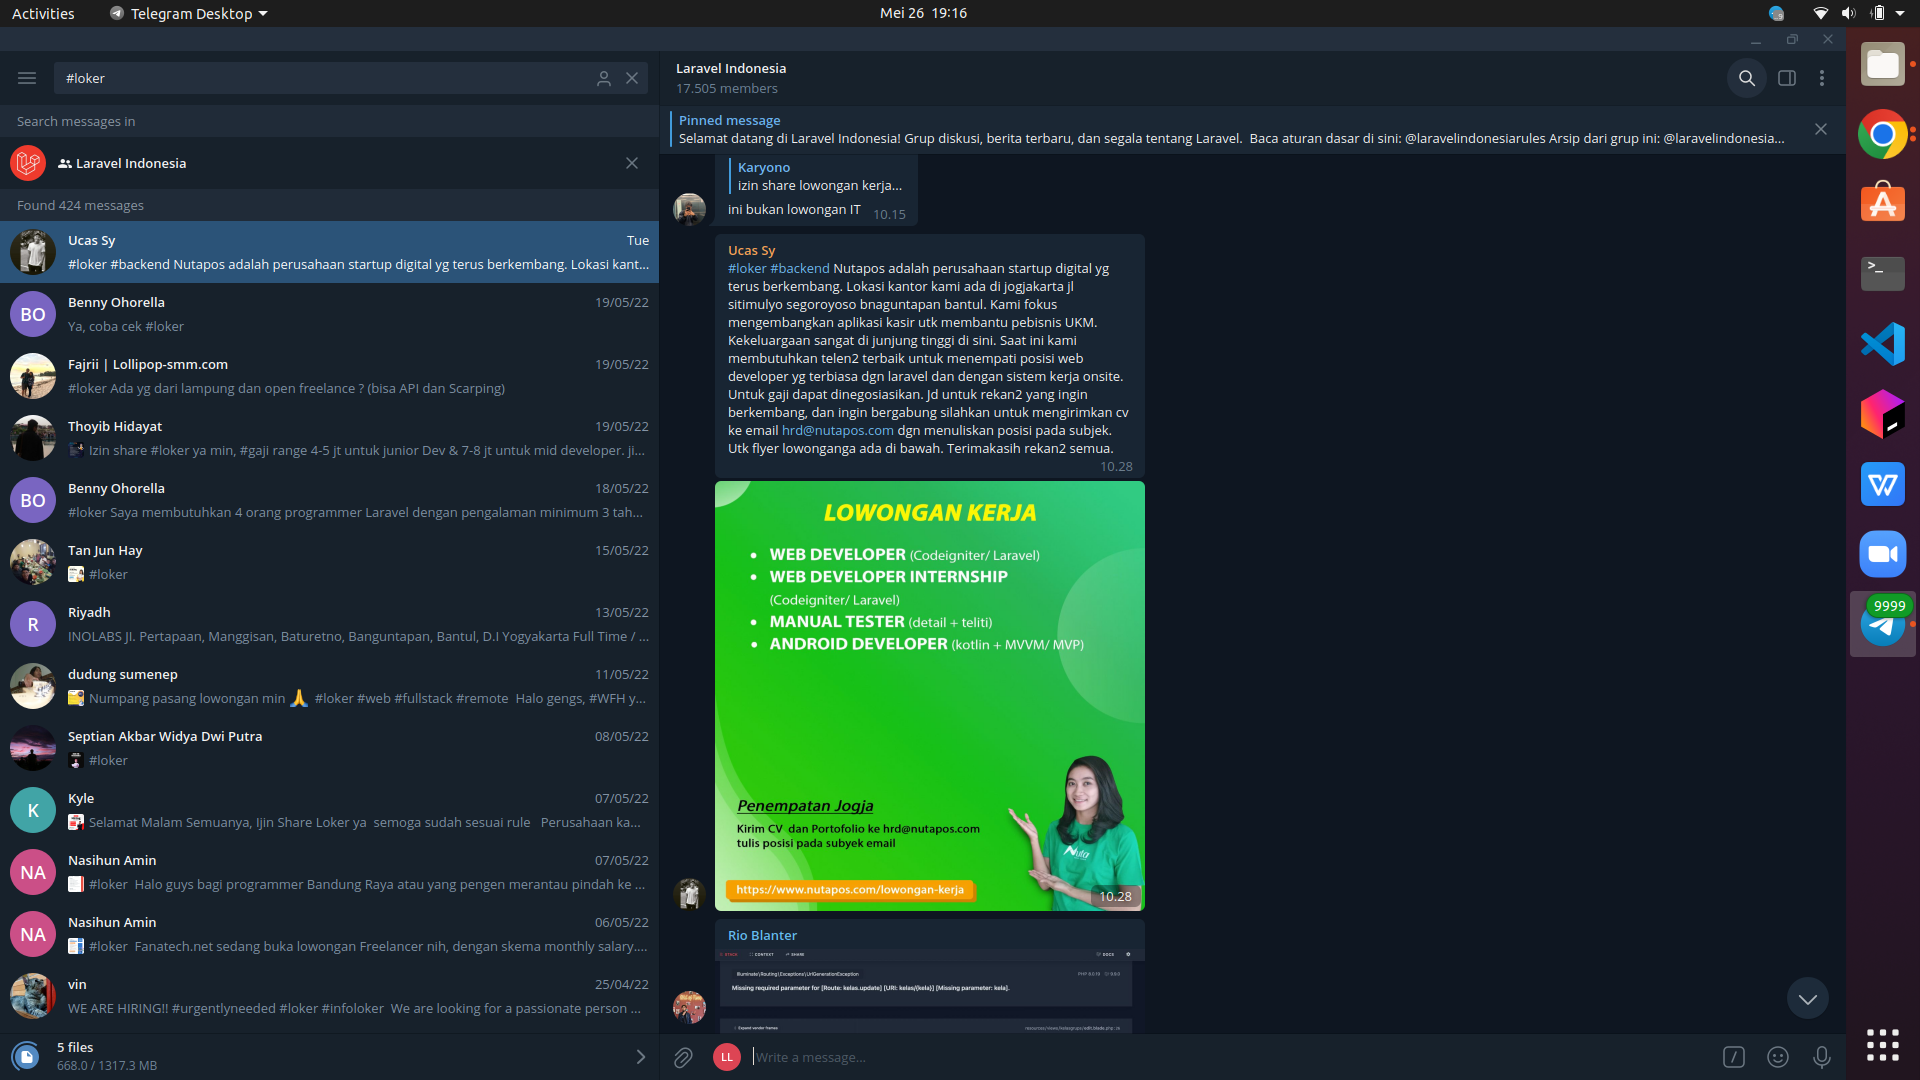 Activities
Telegram Desktop
Mei 26 19:16
#loker
Search messages in
Laravel Indonesia
Found 424 messages
Ucas Sy
Tue
#loker #backend Nutapos adalah perusahaan startup digital yg terus berkembang. Lokasi kant...
BO
Benny Ohorella
19/05/22
Ya, coba cek #loker
Fajrii | Lollipop-smm.com
19/05/22
#loker Ada yg dari lampung dan open freelance ? (bisa API dan Scarping)
Thoyib Hidayat
19/05/22
Izin share #loker ya min, #gaji range 4-5 jt untuk junior Dev & 7-8 jt untuk mid developer. ji...
BO
Benny Ohorella
18/05/22
#loker Saya membutuhkan 4 orang programmer Laravel dengan pengalaman minimum 3 tah...
Tan Jun Hay
15/05/22
#loker
R
Riyadh
13/05/22
INOLABS Jl. Pertapaan, Manggisan, Baturetno, Banguntapan, Bantul, D.I Yogyakarta Full Time / ...
dudung sumenep
11/05/22
Numpang pasang lowongan min 🙏 #loker #web #fullstack #remote Halo gengs, #WFH y...
Septian Akbar Widya Dwi Putra
08/05/22
#loker
K
Kyle
07/05/22
Selamat Malam Semuanya, Ijin Share Loker ya semoga sudah sesuai rule Perusahaan ka...
NA
Nasihun Amin
07/05/22
#loker Halo guys bagi programmer Bandung Raya atau yang pengen merantau pindah ke ...
NA
Nasihun Amin
06/05/22
#loker Fanatech.net sedang buka lowongan Freelancer nih, dengan skema monthly salary....
vin
25/04/22
WE ARE HIRING!! #urgentlyneeded #loker #infoloker We are looking for a passionate person ...
5 files
668.0 / 1317.3 MB
Laravel Indonesia
17.505 members
Pinned message
Selamat datang di Laravel Indonesia! Grup diskusi, berita terbaru, dan segala tentang Laravel. Baca aturan dasar di sini: @laravelindonesiarules Arsip dari grup ini: @laravelindonesia...
Karyono
izin share lowongan kerja...
ini bukan lowongan IT
10.15
Ucas Sy
#loker #backend Nutapos adalah perusahaan startup digital yg
terus berkembang. Lokasi kantor kami ada di jogjakarta jl
sitimulyo segoroyoso bnaguntapan bantul. Kami fokus
mengembangkan aplikasi kasir utk membantu pebisnis UKM.
Kekeluargaan sangat di junjung tinggi di sini. Saat ini kami
membutuhkan telen2 terbaik untuk menempati posisi web
developer yg terbiasa dgn laravel dan dengan sistem kerja onsite.
Untuk gaji dapat dinegosiasikan. Jd untuk rekan2 yang ingin
berkembang, dan ingin bergabung silahkan untuk mengirimkan cv
ke email hrd@nutapos.com dgn menuliskan posisi pada subjek.
Utk flyer lowonganga ada di bawah. Terimakasih rekan2 semua.
10.28
LOWONGAN KERJA
• WEB DEVELOPER (Codeigniter/ Laravel)
• WEB DEVELOPER INTERNSHIP
(Codeigniter/ Laravel)
• MANUAL TESTER (detail + teliti)
• ANDROID DEVELOPER (kotlin + MVVM/ MVP)
Penempatan Jogja
Kirim CV dan Portofolio ke hrd@nutapos.com
tulis posisi pada subyek email
Nuta
https://www.nutapos.com/lowongan-kerja
10.28
Rio Blanter
STACK CONTEXT SHARE DOCS
Illuminate\Routing\Exceptions\UrlGenerationException
PHP 8.0.19 9.9.0
Missing required parameter for [Route: kelas.update] [URI: kelas/{kela}] [Missing parameter: kela].
Expand vendor frames
LL
Write a message...
9999